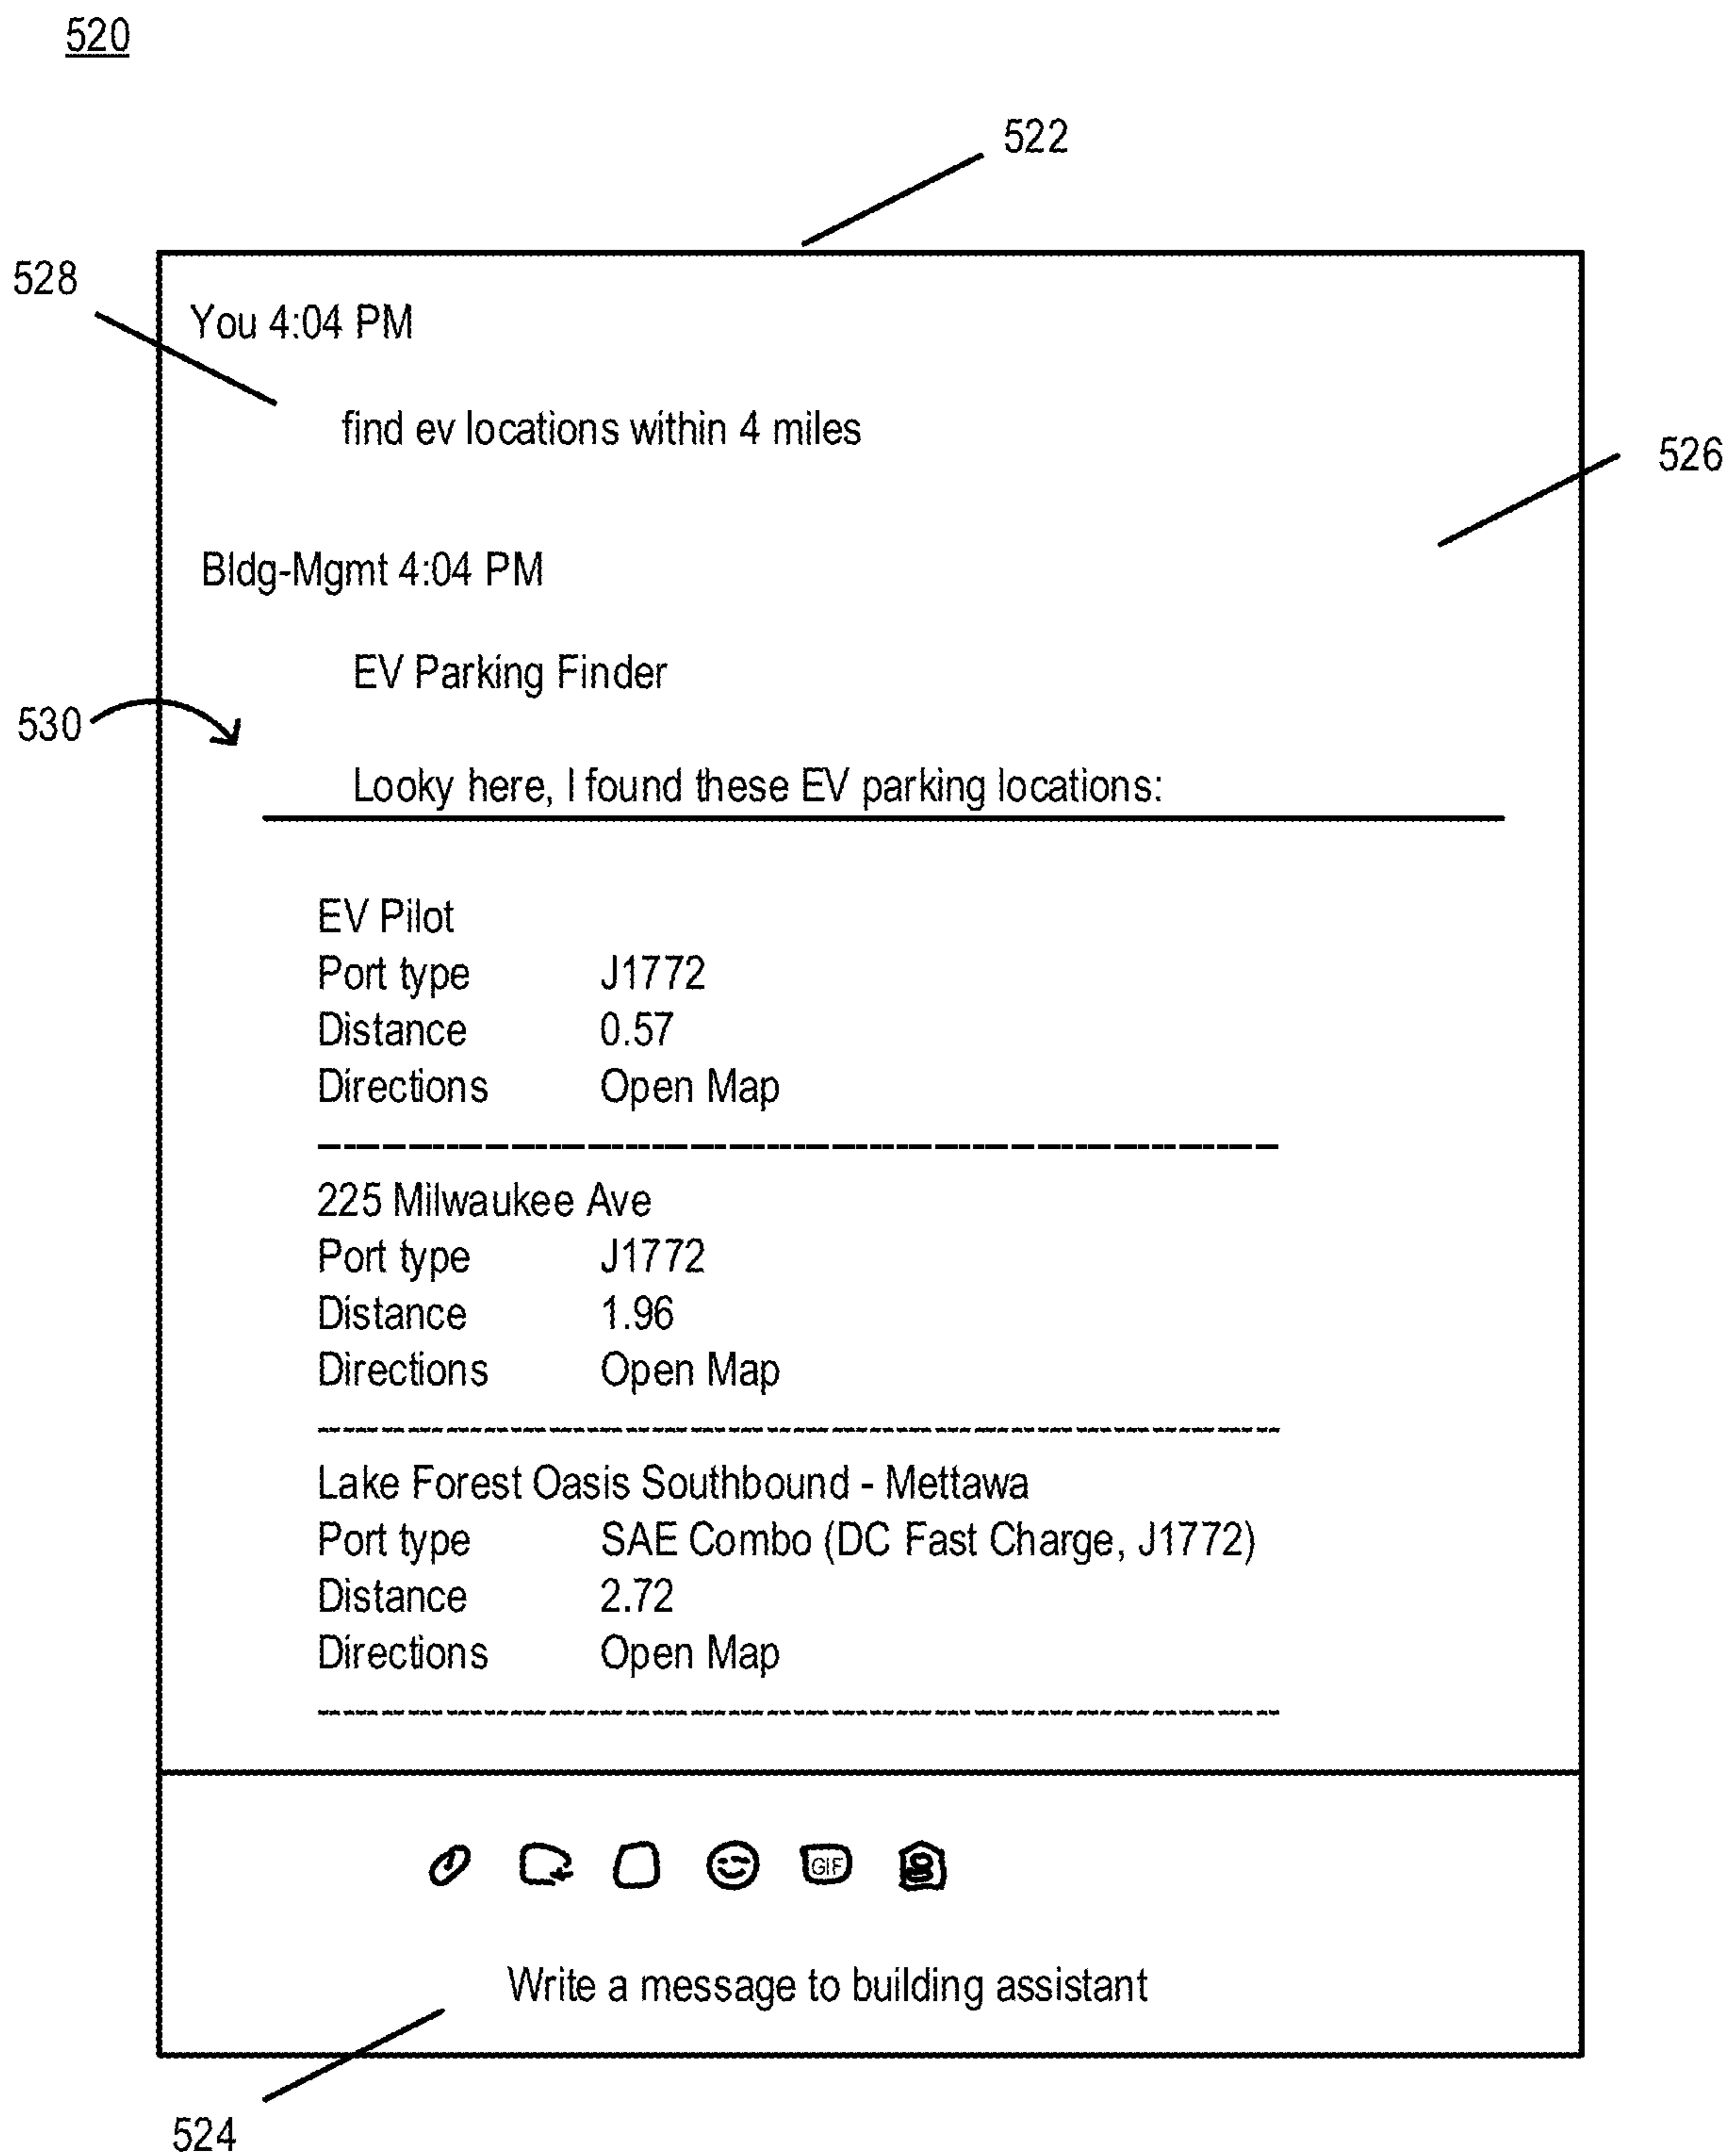 520
522
528
You 4:04 PM
find ev locations within 4 miles
526
Bldg-Mgmt 4:04 PM
EV Parking Finder
530
Looky here, I found these EV parking locations:
EV Pilot
Port type J1772
Distance 0.57
Directions Open Map
225 Milwaukee Ave
Port type J1772
Distance 1.96
Directions Open Map
Lake Forest Oasis Southbound - Mettawa
Port type SAE Combo (DC Fast Charge, J1772)
Distance 2.72
Directions Open Map
GIF
Write a message to building assistant
524